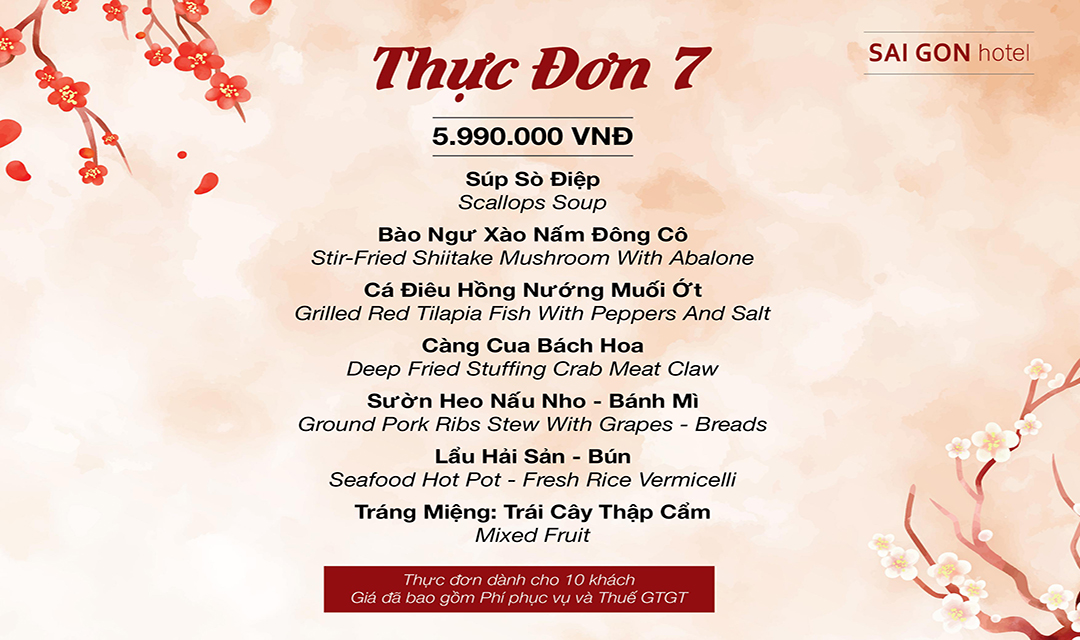 SAI GON hotel
Thực Đơn 7
5.990.000 VNĐ
Súp Sò Điệp
Scallops Soup
Bào Ngư Xào Nấm Đông Cô
Stir-Fried Shiitake Mushroom With Abalone
Cá Điêu Hồng Nướng Muối Ớt
Grilled Red Tilapia Fish With Peppers And Salt
Càng Cua Bách Hoa
Deep Fried Stuffing Crab Meat Claw
Sườn Heo Nấu Nho - Bánh Mì
Ground Pork Ribs Stew With Grapes - Breads
Lẩu Hải Sản - Bún
Seafood Hot Pot - Fresh Rice Vermicelli
Tráng Miệng: Trái Cây Thập Cẩm
Mixed Fruit
Thực đơn dành cho 10 khách
Giá đã bao gồm Phí phục vụ và Thuế GTGT